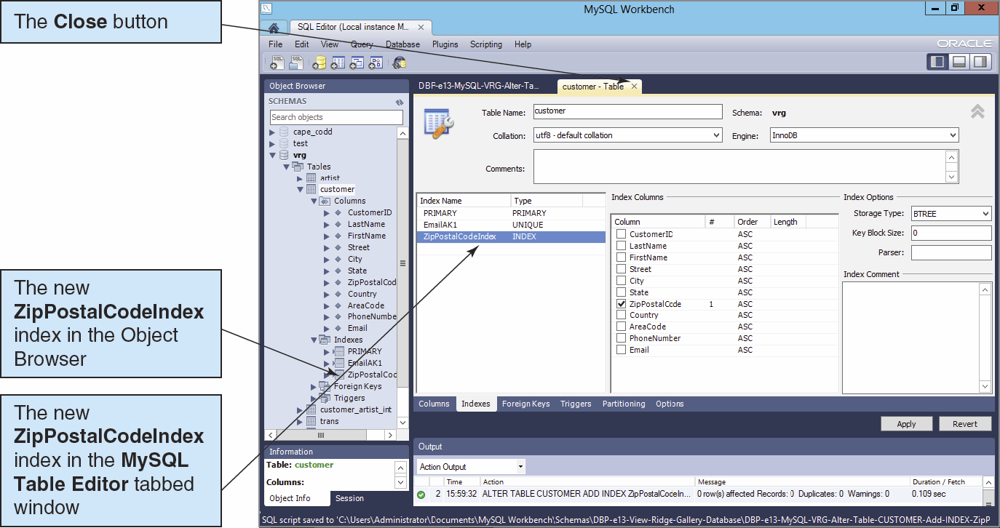 The Close button
The new
ZipPostalCodeIndex
index in the Object
Browser
The new
ZipPostalCodeIndex
index in the MySQL
Table Editor tabbed
window
MySQL Workbench
SQL Editor (Local instance M...
File Edit View Query Database Plugins Scripting Help
ORACLE
Object Browser
SCHEMAS
Search objects
cape_codd
test
vrg
Tables
artist
customer
Columns
CustomerID
LastName
FirstName
Street
City
State
ZipPostalCod
Country
AreaCode
PhoneNumbe
Email
Indexes
PRIMARY
EmailAK1
ZipPostalCod
Foreign Keys
Triggers
customer_artist_int
trans
Information
Table: customer
Columns:
Object Info Session
DBF-e13-MySQL-VRG-Alter-Ta...
customer - Table
Table Name: customer Schema: vrg
Collation: utf8 - default collation Engine: InnoDB
Comments:
Index Name Type
PRIMARY PRIMARY
EmailAK1 UNIQUE
ZipPostalCodeIndex INDEX
Index Columns
Column # Order Length
CustomerID ASC
LastName ASC
FirstName ASC
Street ASC
City ASC
State ASC
ZipPostalCode 1 ASC
Country ASC
AreaCode ASC
PhoneNumber ASC
Email ASC
Index Options
Storage Type: BTREE
Key Block Size: 0
Parser:
Index Comment
Columns Indexes Foreign Keys Triggers Partitioning Options
Apply Revert
Output
Action Output
Time Action Message Duration / Fetch
2 15:59:32 ALTER TABLE CUSTOMER ADD INDEX ZipPostalCodeIn... 0 row(s) affected Records: 0 Duplicates: 0 Warnings: 0 0.109 sec
SQL script saved to 'C:\Users\Administrator\Documents\MySQL Workbench\Schemas\DBP-e13-View-Ridge-Gallery-Database\DBP-e13-MySQL-VRG-Alter-Table-CUSTOMER-Add-INDEX-ZipP